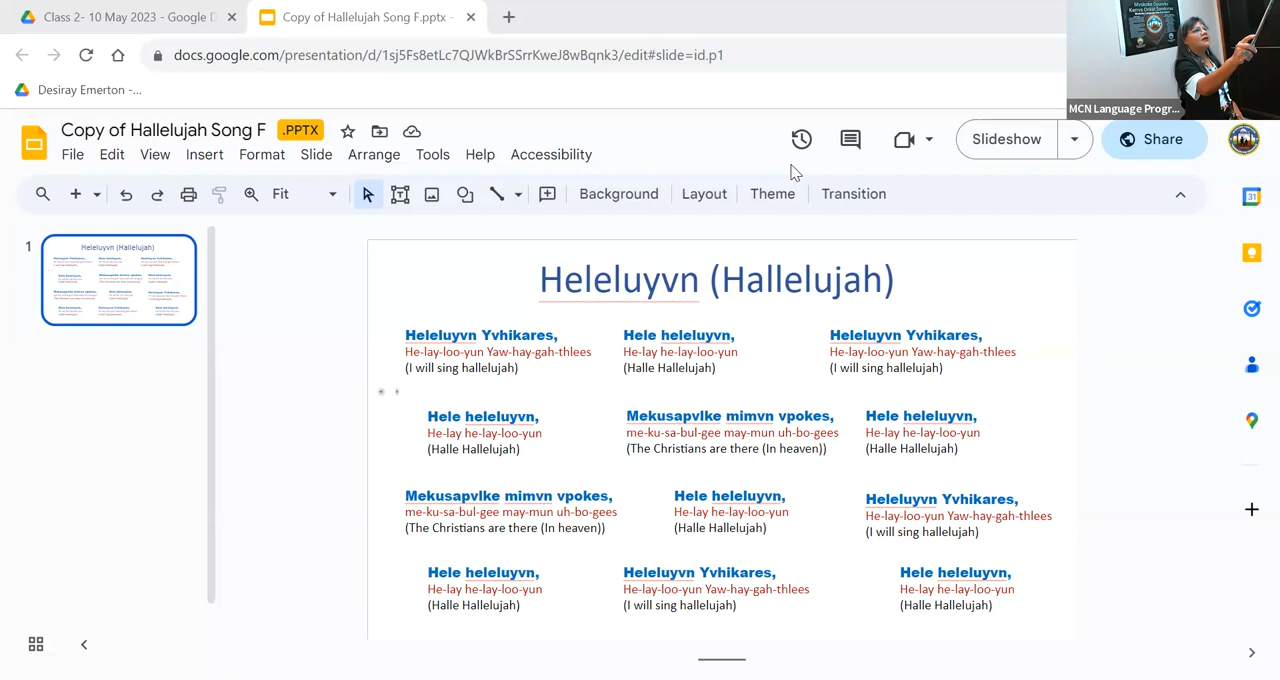 Class 2- 10 May 2023 - Google D
Copy of Hallelujah Song F.pptx -
docs.google.com/presentation/d/1sj5Fs8etLc7QJWkBrSSrrKweJ8wBqnk3/edit#slide=id.p1
Desiray Emerton -...
MCN Language Progr...
Copy of Hallelujah Song F .PPTX
Slideshow
Share
File Edit View Insert Format Slide Arrange Tools Help Accessibility
Fit
Background Layout Theme Transition
1
Heleluyvn (Hallelujah)
Heleluyvn Yvhikares,
He-lay-loo-yun Yaw-hay-gah-thlees
(I will sing hallelujah)
Hele heleluyvn,
He-lay he-lay-loo-yun
(Halle Hallelujah)
Heleluyvn Yvhikares,
He-lay-loo-yun Yaw-hay-gah-thlees
(I will sing hallelujah)
Hele heleluyvn,
He-lay he-lay-loo-yun
(Halle Hallelujah)
Mekusapvlke mimvn vpokes,
me-ku-sa-bul-gee may-mun uh-bo-gees
(The Christians are there (In heaven))
Hele heleluyvn,
He-lay he-lay-loo-yun
(Halle Hallelujah)
Mekusapvlke mimvn vpokes,
me-ku-sa-bul-gee may-mun uh-bo-gees
(The Christians are there (In heaven))
Hele heleluyvn,
He-lay he-lay-loo-yun
(Halle Hallelujah)
Heleluyvn Yvhikares,
He-lay-loo-yun Yaw-hay-gah-thlees
(I will sing hallelujah)
Hele heleluyvn,
He-lay he-lay-loo-yun
(Halle Hallelujah)
Heleluyvn Yvhikares,
He-lay-loo-yun Yaw-hay-gah-thlees
(I will sing hallelujah)
Hele heleluyvn,
He-lay he-lay-loo-yun
(Halle Hallelujah)